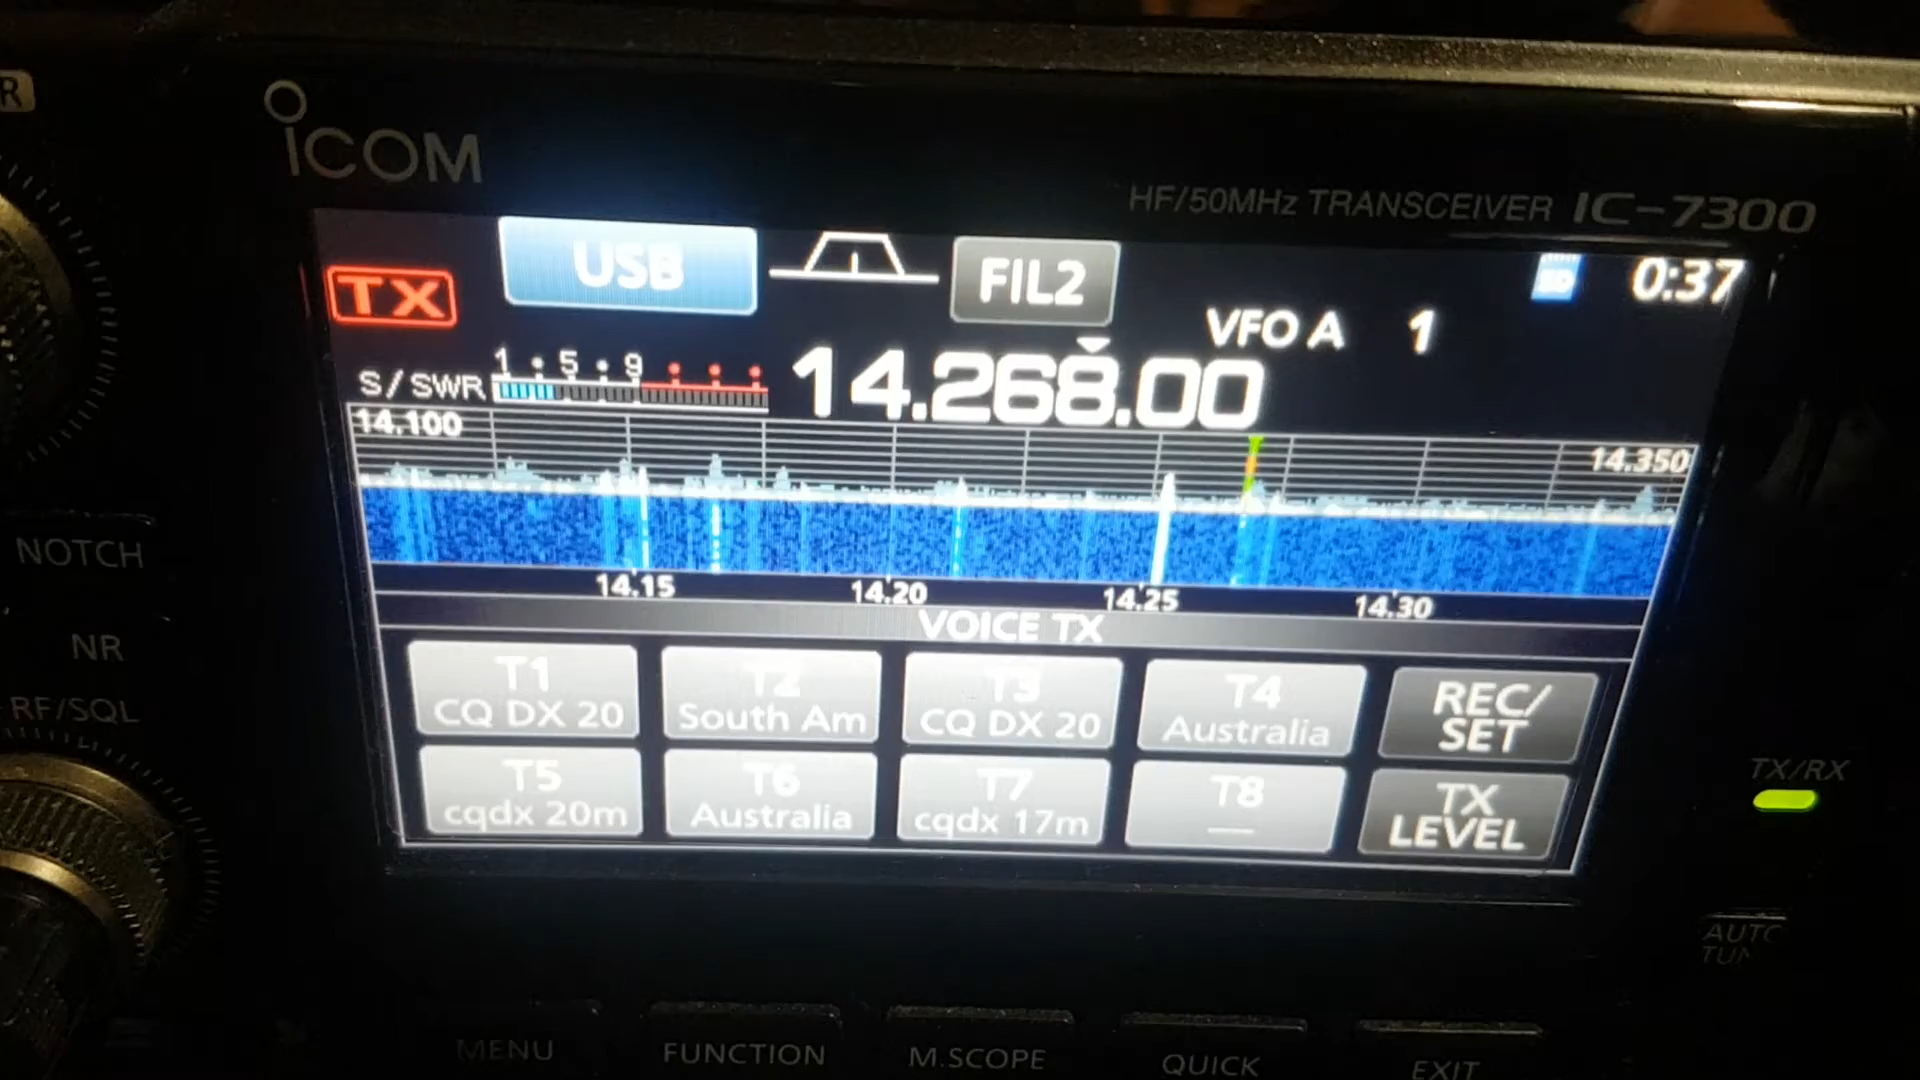 R
ICOM
HF/50MHz TRANSCEIVER IC-7300
TX
USB
FIL2
0:37
VFO A 1
S/SWR 1 5 9
14.268.00
14.100
14.350
14.15 14.20 14.25 14.30
VOICE TX
T1
CQ DX 20
T2
South Am
T3
CQ DX 20
T4
Australia
REC/
SET
T5
cqdx 20m
T6
Australia
T7
cqdx 17m
T8
—
TX
LEVEL
NOTCH
NR
RF/SQL
TX/RX
AUTO
MENU
FUNCTION
M.SCOPE
QUICK
EXIT